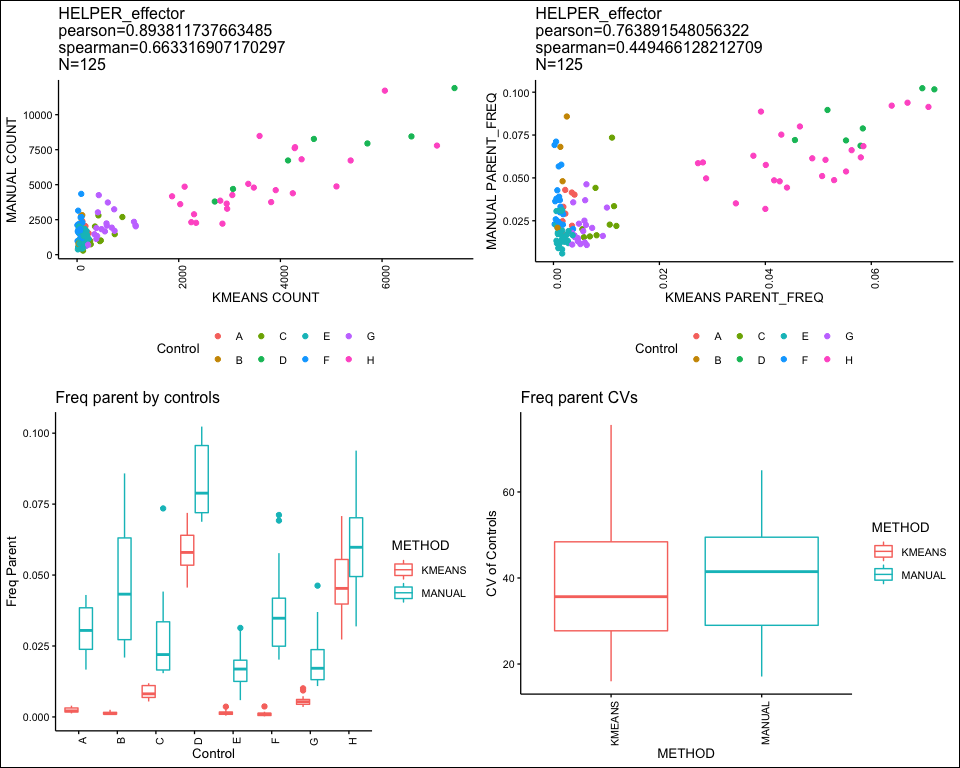 HELPER_effector
pearson=0.893811737663485
spearman=0.663316907170297
N=125
MANUAL COUNT
10000
7500
5000
2500
0
0
2000
4000
6000
KMEANS COUNT
Control
A
C
E
G
B
D
F
H
HELPER_effector
pearson=0.763891548056322
spearman=0.449466128212709
N=125
MANUAL PARENT_FREQ
0.100
0.075
0.050
0.025
0.00
0.02
0.04
0.06
KMEANS PARENT_FREQ
Control
A
C
E
G
B
D
F
H
Freq parent by controls
Freq Parent
0.100
0.075
0.050
0.025
0.000
A
B
C
D
E
F
G
H
Control
METHOD
KMEANS
MANUAL
Freq parent CVs
CV of Controls
60
40
20
KMEANS
MANUAL
METHOD
METHOD
KMEANS
MANUAL